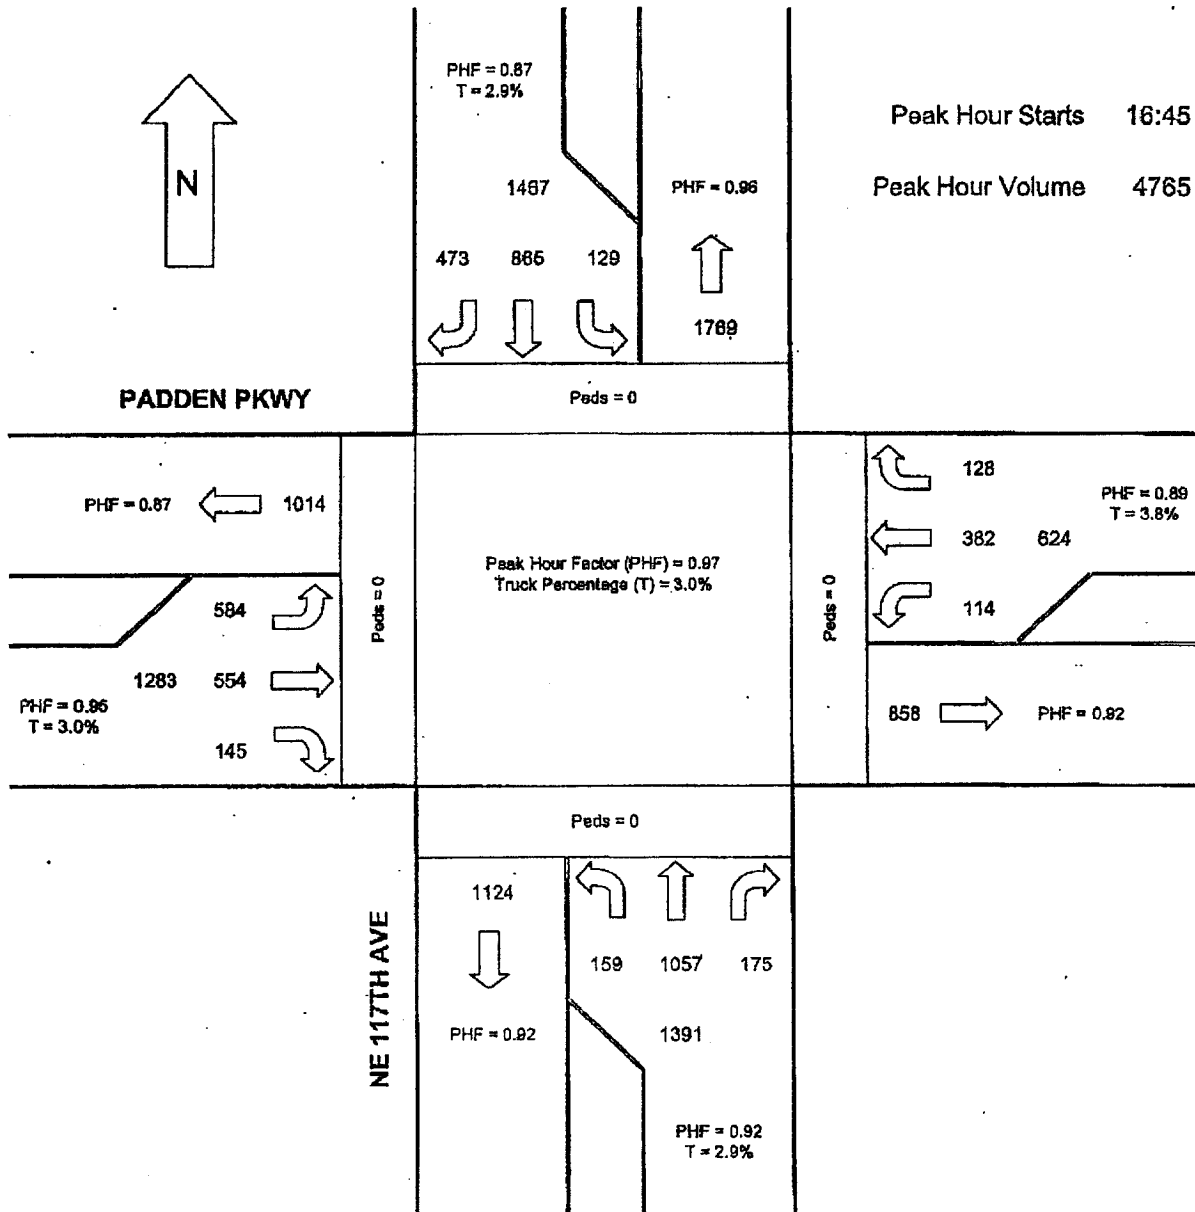 PHF = 0.87
T = 2.9%
Peak Hour Starts 16:45
N
1467
PHF = 0.96
Peak Hour Volume 4765
473 865 129
1769
PADDEN PKWY
Peds = 0
128
PHF = 0.89
T = 3.8%
PHF = 0.87
1014
382 624
Peak Hour Factor (PHF) = 0.97
Truck Percentage (T) = 3.0%
Peds = 0
Peds = 0
584
114
1283 554
PHF = 0.96
T = 3.0%
145
858
PHF = 0.92
Peds = 0
1124
NE 117TH AVE
159 1057 175
PHF = 0.92
1391
PHF = 0.92
T = 2.9%